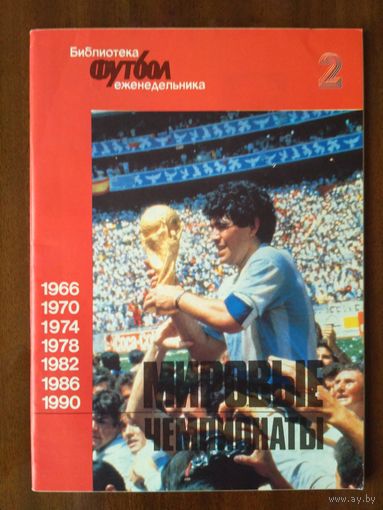 Библиотека
ФУТБОЛ
еженедельника
2
1966
1970
1974
1978
1982
1986
1990
МИРОВЫЕ
ЧЕМПИОНАТЫ
www.ay.by